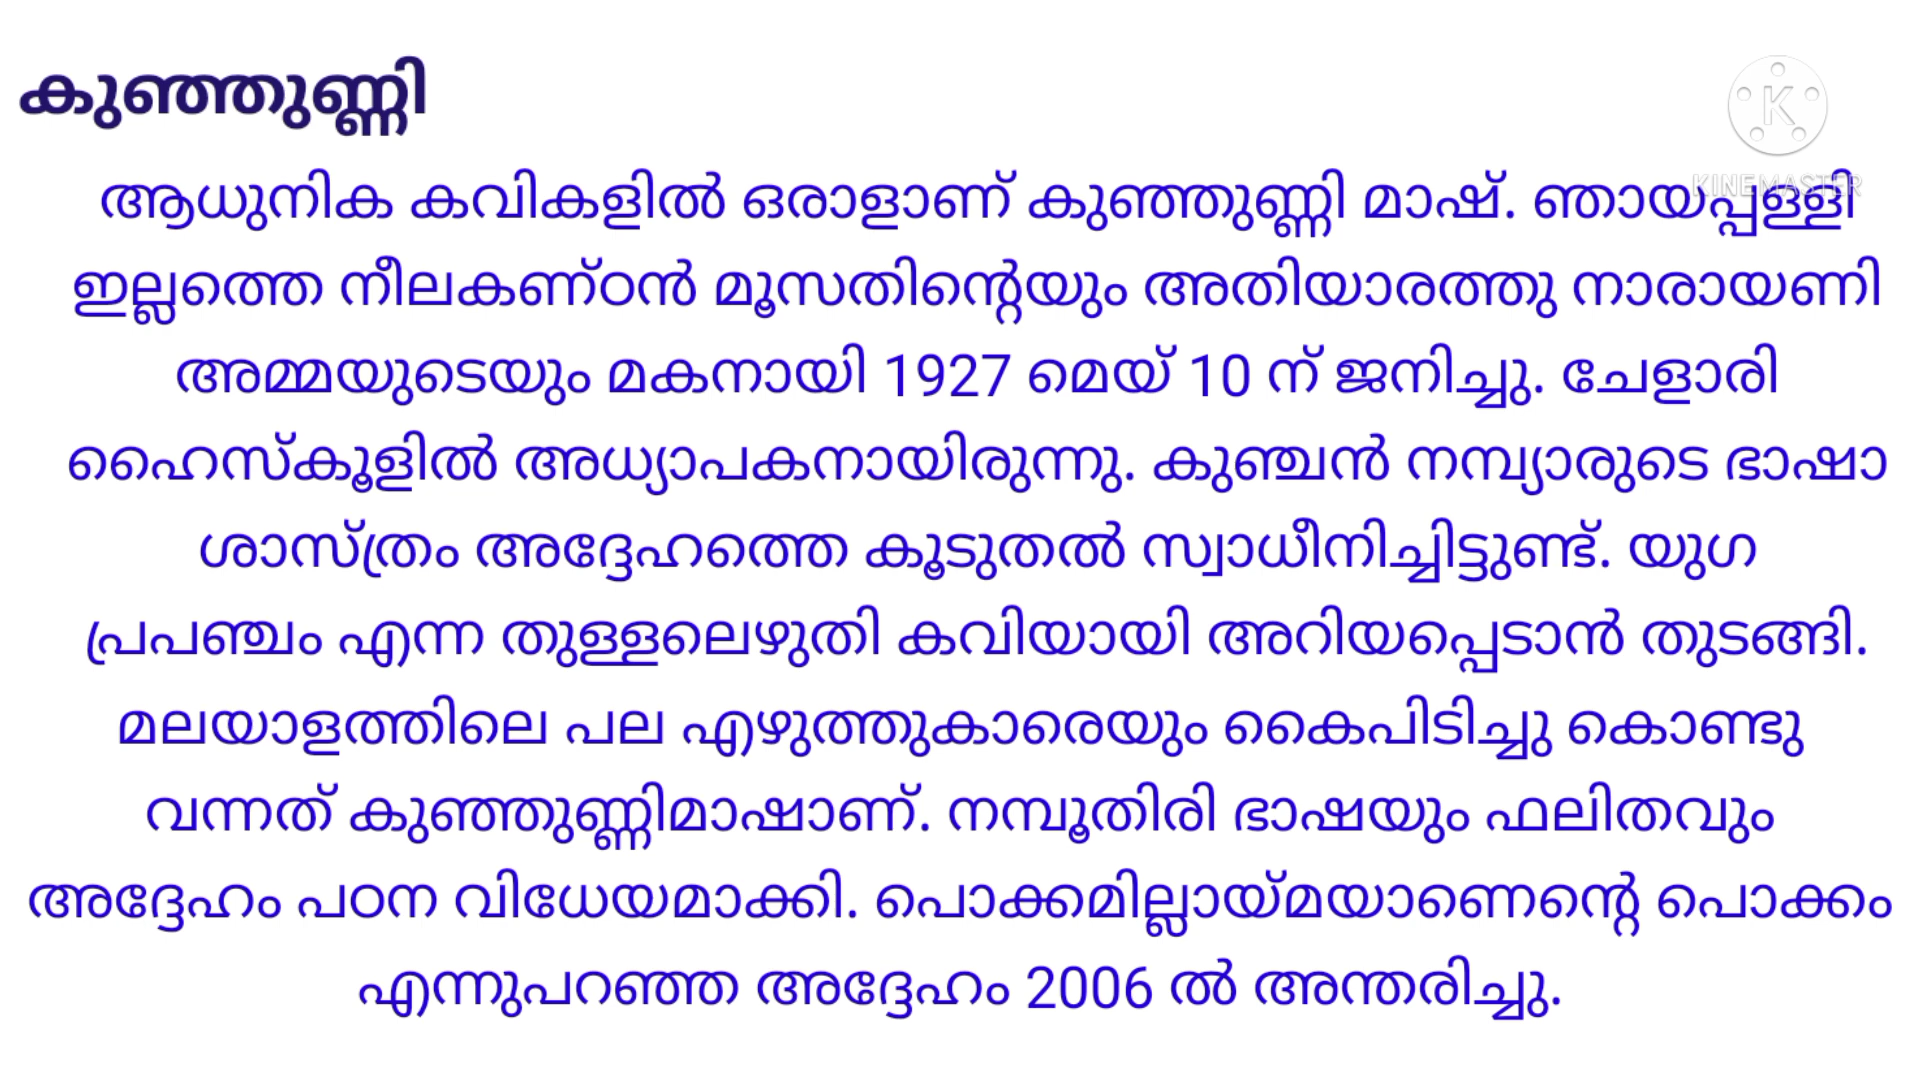 കുഞ്ഞുണ്ണി
K
KINEMASTER
ആധുനിക കവികളിൽ ഒരാളാണ് കുഞ്ഞുണ്ണി മാഷ്. ഞായപ്പള്ളി
ഇല്ലത്തെ നീലകണ്ഠൻ മൂസതിന്റെയും അതിയാരത്തു നാരായണി
അമ്മയുടെയും മകനായി 1927 മെയ് 10 ന് ജനിച്ചു. ചേളാരി
ഹൈസ്കൂളിൽ അധ്യാപകനായിരുന്നു. കുഞ്ചൻ നമ്പ്യാരുടെ ഭാഷാ
ശാസ്ത്രം അദ്ദേഹത്തെ കൂടുതൽ സ്വാധീനിച്ചിട്ടുണ്ട്. യുഗ
പ്രപഞ്ചം എന്ന തുള്ളലെഴുതി കവിയായി അറിയപ്പെടാൻ തുടങ്ങി.
മലയാളത്തിലെ പല എഴുത്തുകാരെയും കൈപിടിച്ചു കൊണ്ടു
വന്നത് കുഞ്ഞുണ്ണിമാഷാണ്. നമ്പൂതിരി ഭാഷയും ഫലിതവും
അദ്ദേഹം പഠന വിധേയമാക്കി. പൊക്കമില്ലായ്മയാണെന്റെ പൊക്കം
എന്നുപറഞ്ഞ അദ്ദേഹം 2006 ൽ അന്തരിച്ചു.